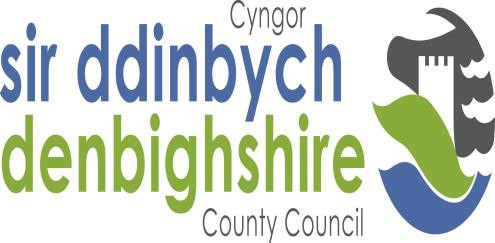 Cyngor
sir ddinbych
denbighshire
County Council